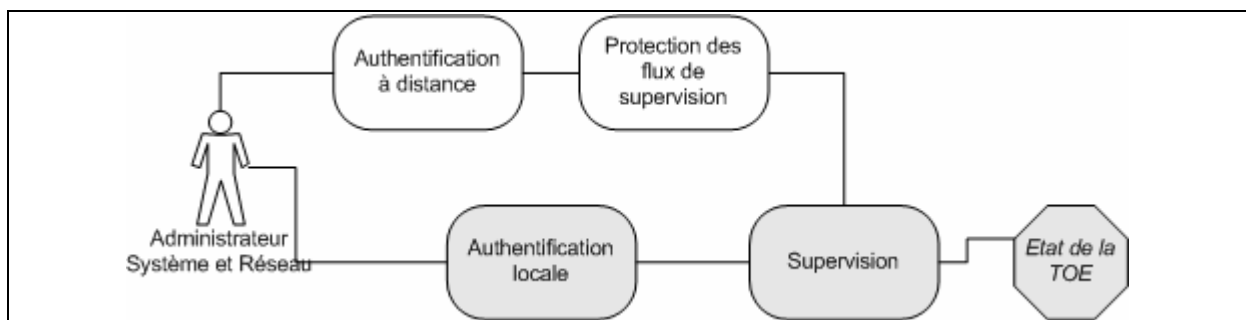 Authentification
à distance
Protection des
flux de
supervision
Administrateur
Système et Réseau
Authentification
locale
Supervision
Etat de la
TOE